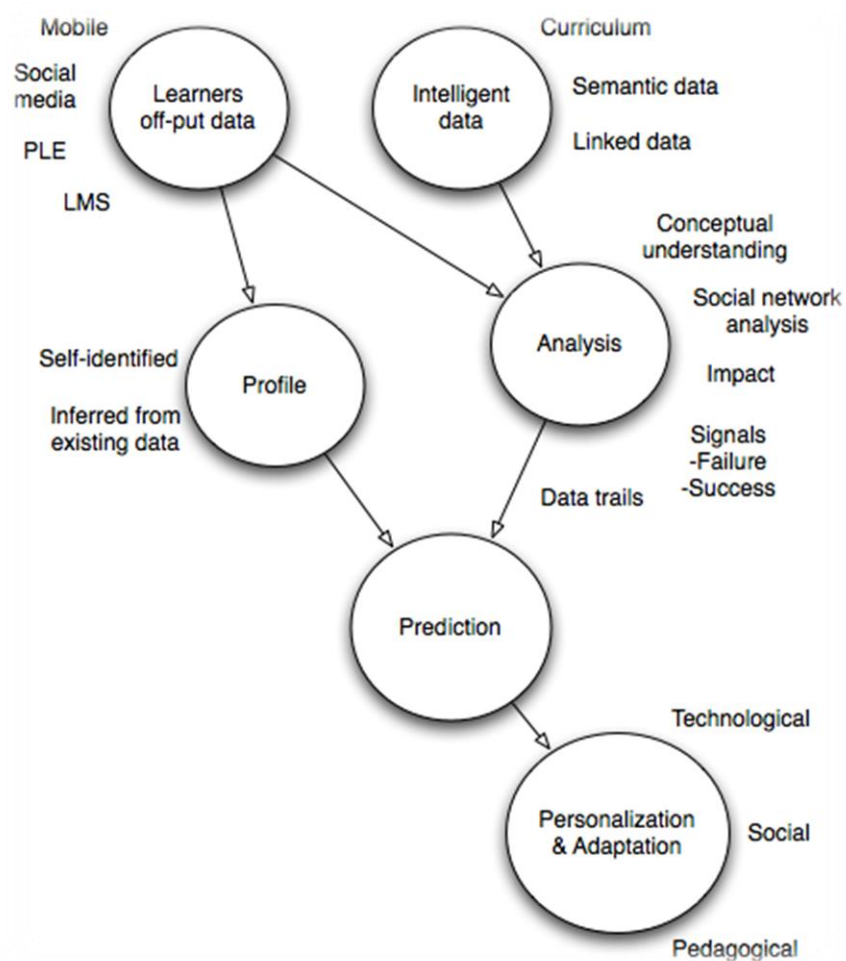 Mobile
Curriculum
Social
media
Learners
off-put data
Intelligent
data
Semantic data
PLE
Linked data
LMS
Conceptual
understanding
Social network
analysis
Analysis
Impact
Self-identified
Profile
Inferred from
existing data
Signals
-Failure
-Success
Data trails
Prediction
Technological
Personalization
& Adaptation
Social
Pedagogical